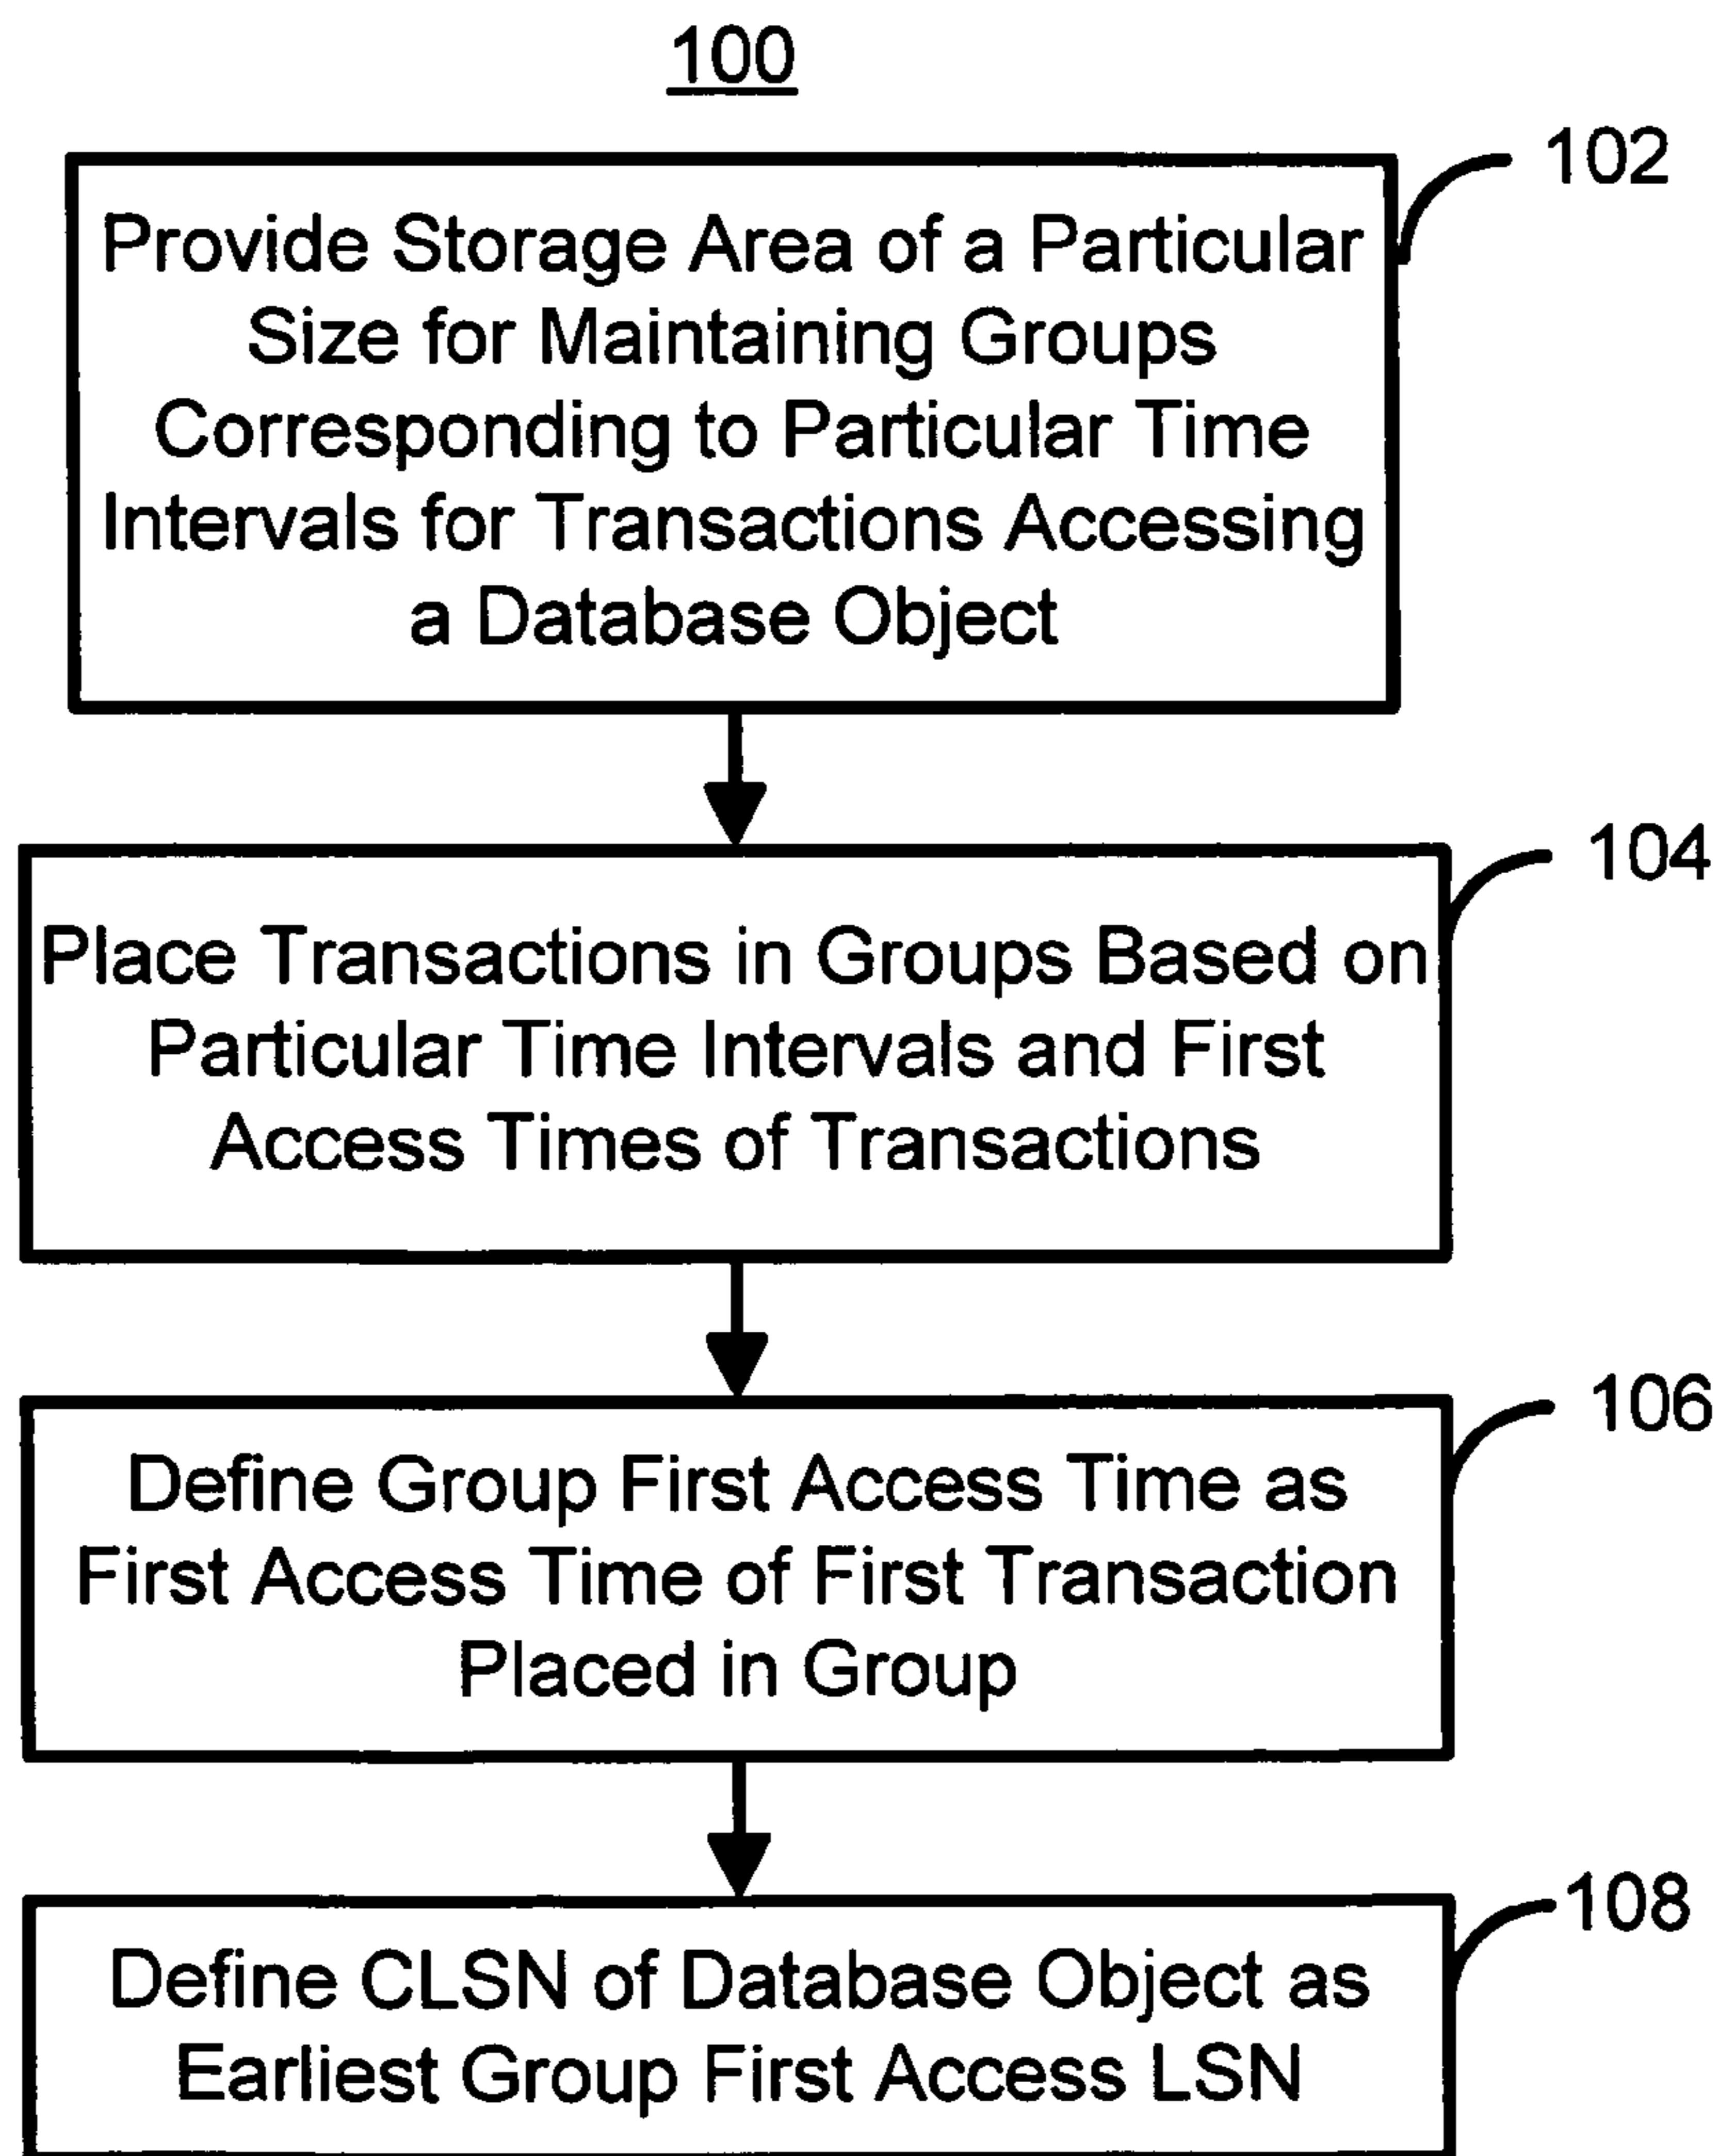 100
102
Provide Storage Area of a Particular
Size for Maintaining Groups
Corresponding to Particular Time
Intervals for Transactions Accessing
a Database Object
104
Place Transactions in Groups Based on
Particular Time Intervals and First
Access Times of Transactions
106
Define Group First Access Time as
First Access Time of First Transaction
Placed in Group
108
Define CLSN of Database Object as
Earliest Group First Access LSN